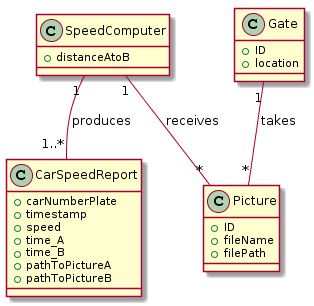 C SpeedComputer
distanceAtoB
C Gate
ID
location
1
1
1
produces
receives
takes
1..*
*
*
C CarSpeedReport
carNumberPlate
timestamp
speed
time_A
time_B
pathToPictureA
pathToPictureB
C Picture
ID
fileName
filePath